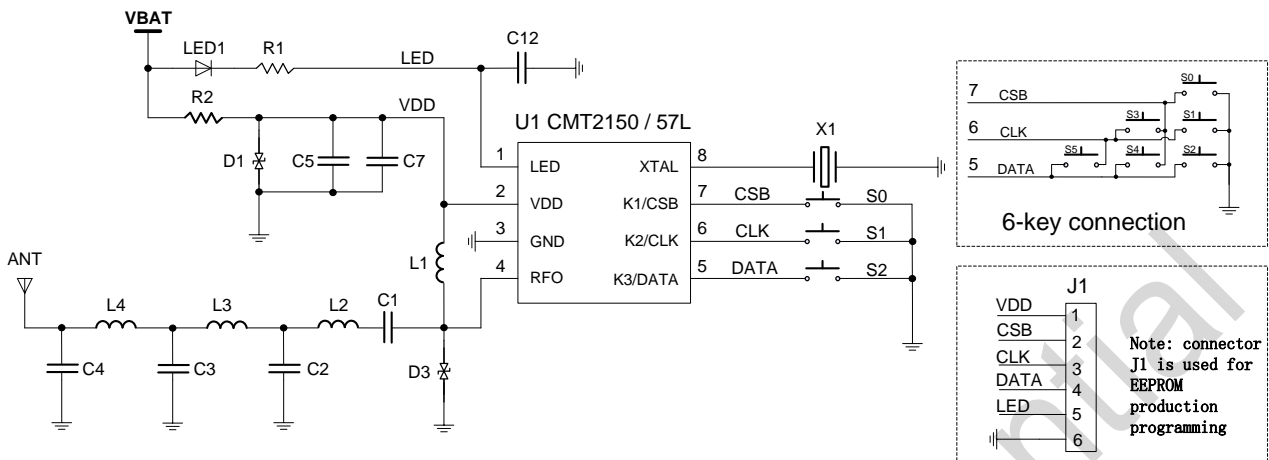 VBAT
LED1
R1
LED
C12
R2
VDD
D1
C5
C7
U1 CMT2150 / 57L
X1
1 LED
XTAL 8
2 VDD
K1/CSB 7 CSB S0
3 GND
K2/CLK 6 CLK S1
4 RFO
K3/DATA 5 DATA S2
L1
ANT
L4
L3
L2
C1
C4
C3
C2
D3
S0
7 CSB
S3 S1
6 CLK
S5 S4 S2
5 DATA
6-key connection
J1
VDD 1
CSB 2
CLK 3
DATA 4
LED 5
6
Note: connector
J1 is used for
EEPROM
production
programming
ntial